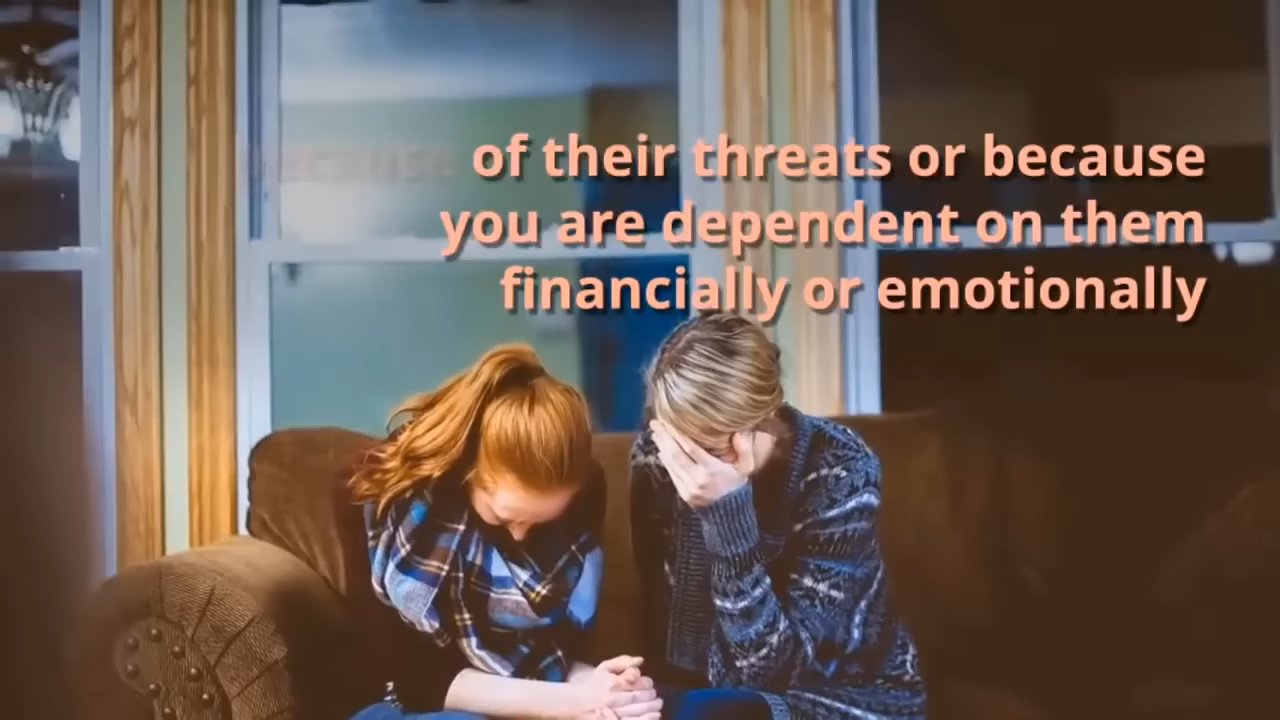 of their threats or because
you are dependent on them
financially or emotionally